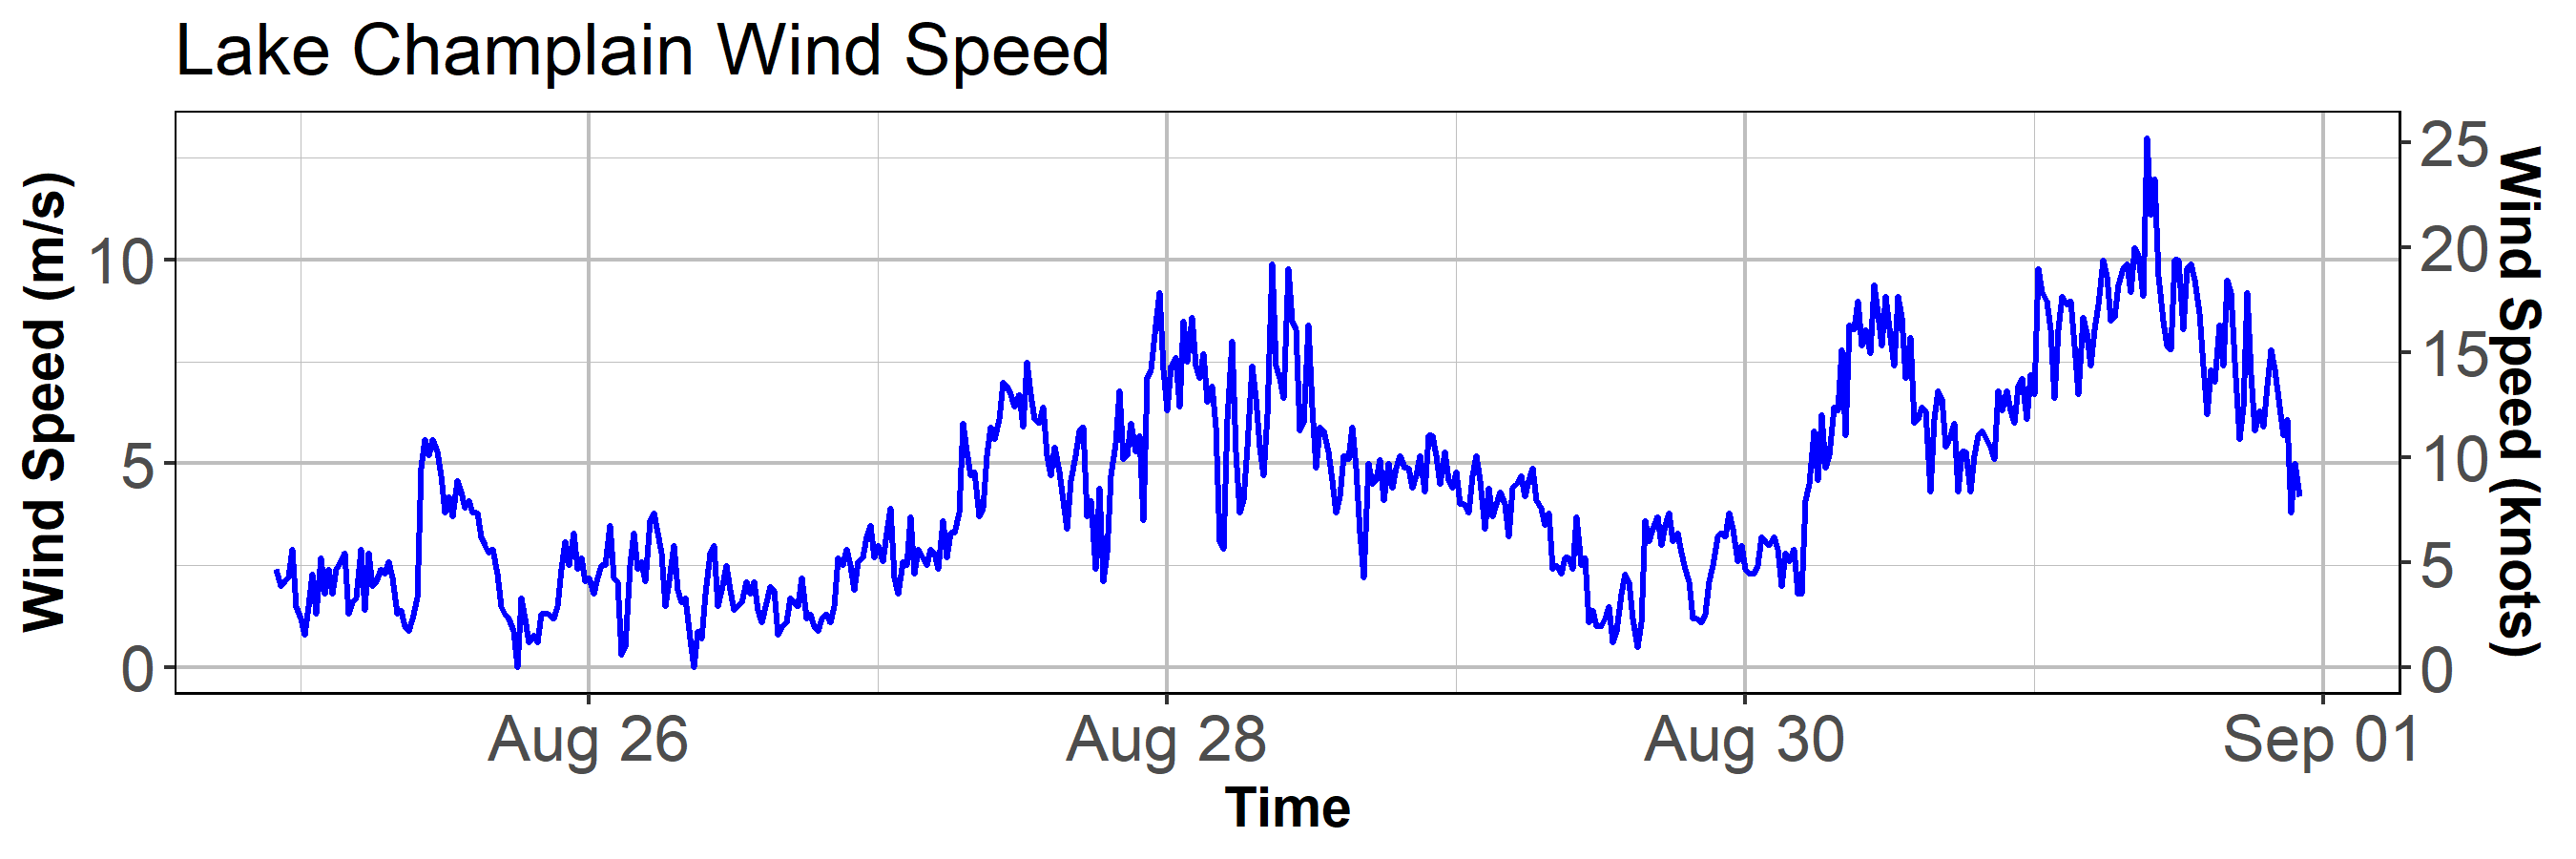 Lake Champlain Wind Speed
Wind Speed (m/s)
10
5
0
25
20
15
10
5
0
Wind Speed (knots)
Aug 26
Aug 28
Aug 30
Sep 01
Time